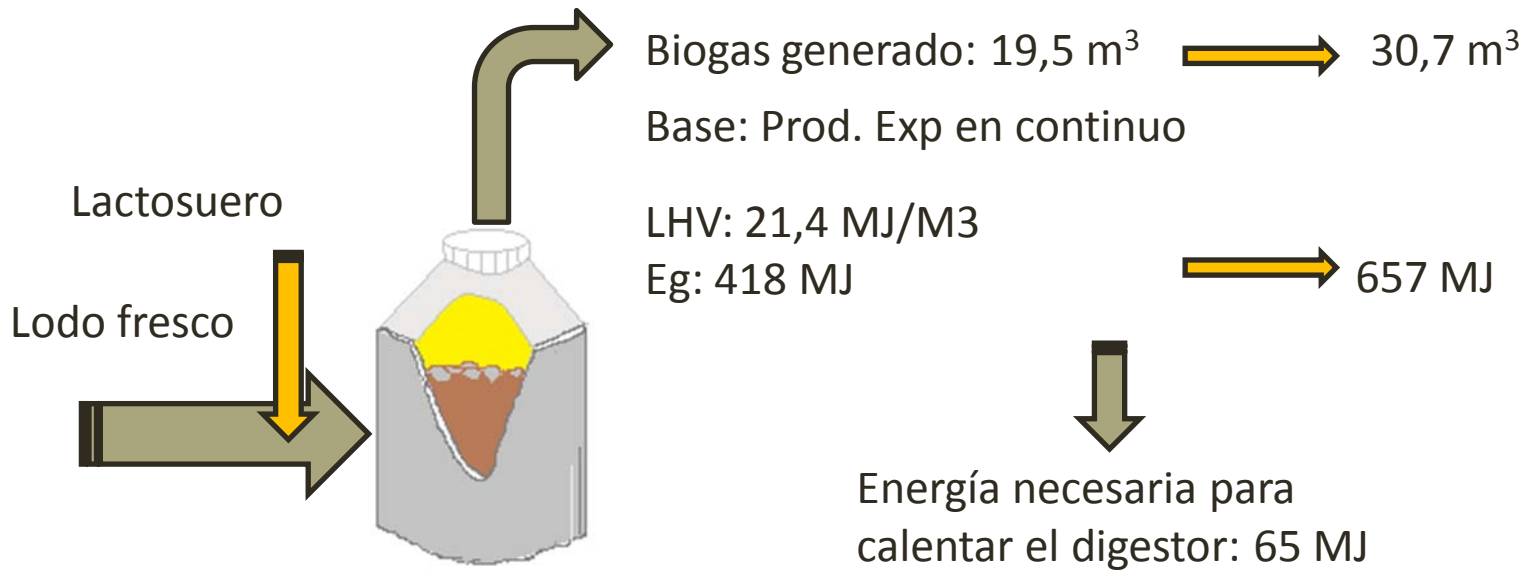 Biogas generado: 19,5 m³ 30,7 m³
Base: Prod. Exp en continuo
Lactosuero
LHV: 21,4 MJ/M3
Eg: 418 MJ 657 MJ
Lodo fresco
Energía necesaria para
calentar el digestor: 65 MJ